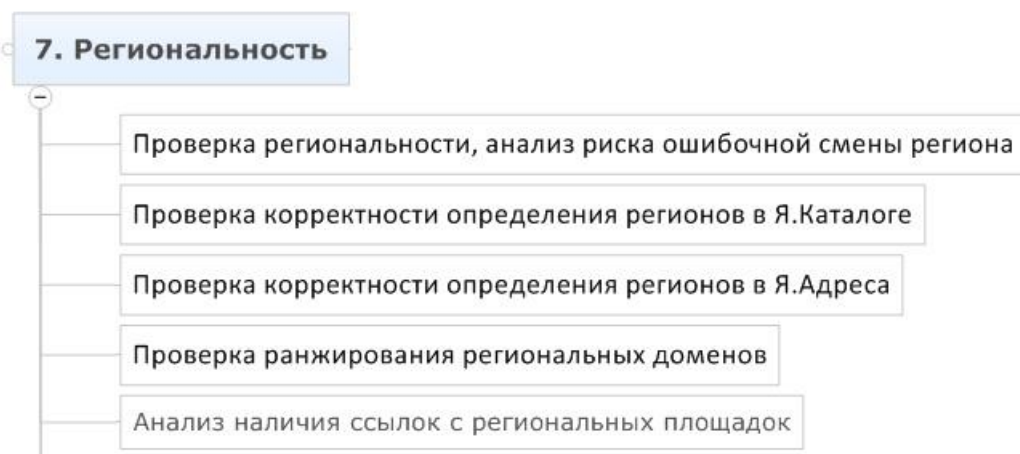 7. Региональность
Проверка региональности, анализ риска ошибочной смены региона
Проверка корректности определения регионов в Я.Каталоге
Проверка корректности определения регионов в Я.Адреса
Проверка ранжирования региональных доменов
Анализ наличия ссылок с региональных площадок